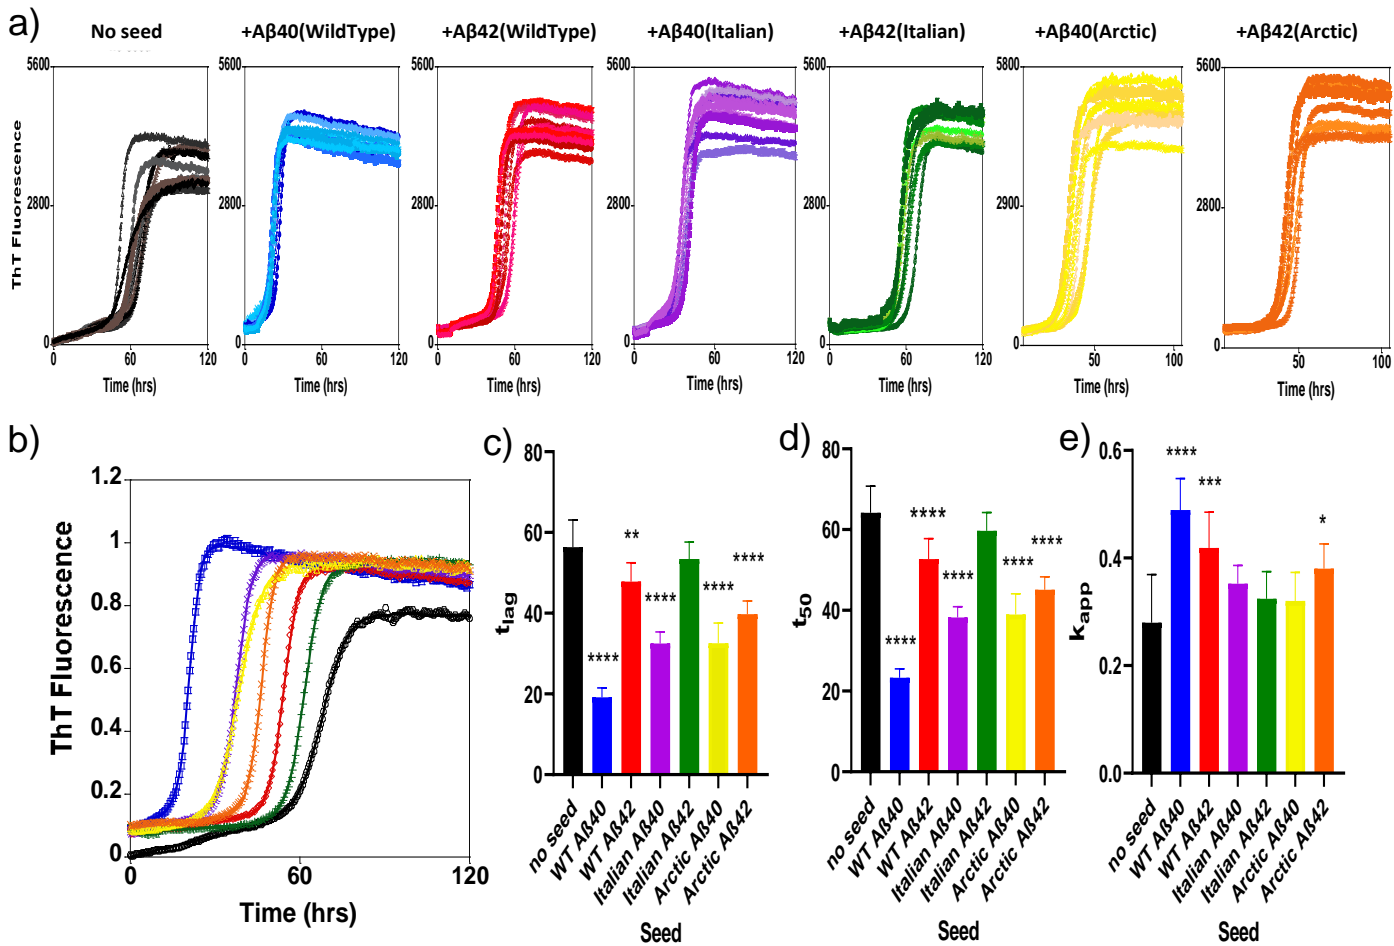 a)
No seed
+Aβ40(WildType)
+Aβ42(WildType)
+Aβ40(Italian)
+Aβ42(Italian)
+Aβ40(Arctic)
+Aβ42(Arctic)
ThT Fluorescence
5600
2800
0
0 60 120
Time (hrs)
5600
2800
0
0 60 120
Time (hrs)
5600
2800
0
0 60 120
Time (hrs)
5600
2800
0
0 60 120
Time (hrs)
5600
2800
0
0 60 120
Time (hrs)
5600
2900
0
50 100
Time (hrs)
5600
2800
0
50 100
Time (hrs)
b)
ThT Fluorescence
1.2
1
0.8
0.6
0.4
0.2
0
0 60 120
Time (hrs)
c)
tlag
80
60
40
20
0
**
****
****
****
****
no seed
WT Aβ40
WT Aβ42
Italian Aβ40
Italian Aβ42
Arctic Aβ40
Arctic Aβ42
Seed
d)
t50
80
60
40
20
0
****
****
****
****
****
no seed
WT Aβ40
WT Aβ42
Italian Aβ40
Italian Aβ42
Arctic Aβ40
Arctic Aβ42
Seed
e)
kapp
0.6
0.4
0.2
0.0
****
***
*
no seed
WT Aβ40
WT Aβ42
Italian Aβ40
Italian Aβ42
Arctic Aβ40
Arctic Aβ42
Seed